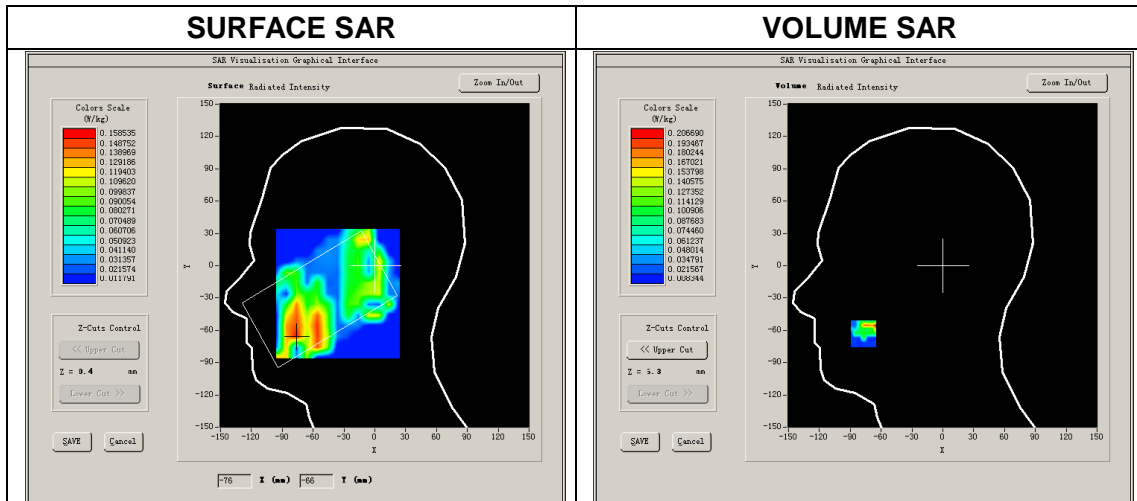 SURFACE SAR
SAR Visualisation Graphical Interface
Surface Radiated Intensity
Zoom In/Out
Colors Scale
(W/kg)
0.158535
0.148752
0.138969
0.129186
0.119403
0.109620
0.099837
0.090054
0.080271
0.070489
0.060706
0.050923
0.041140
0.031357
0.021574
0.011791
Z-Cuts Control
<< Upper Cut
Z = 0.4 mm
Lower Cut >>
SAVE Cancel
150
120
90
60
30
0
-30
-60
-90
-120
-150
Y
-150 -120 -90 -60 -30 0 30 60 90 120 150
X
-76 X (mm) -66 Y (mm)
VOLUME SAR
SAR Visualisation Graphical Interface
Volume Radiated Intensity
Zoom In/Out
Colors Scale
(W/kg)
0.206690
0.193467
0.180244
0.167021
0.153798
0.140575
0.127352
0.114129
0.100906
0.087683
0.074460
0.061237
0.048014
0.034791
0.021567
0.008344
Z-Cuts Control
<< Upper Cut
Z = 5.3 mm
Lower Cut >>
SAVE Cancel
150
120
90
60
30
0
-30
-60
-90
-120
-150
Y
-150 -120 -90 -60 -30 0 30 60 90 120 150
X